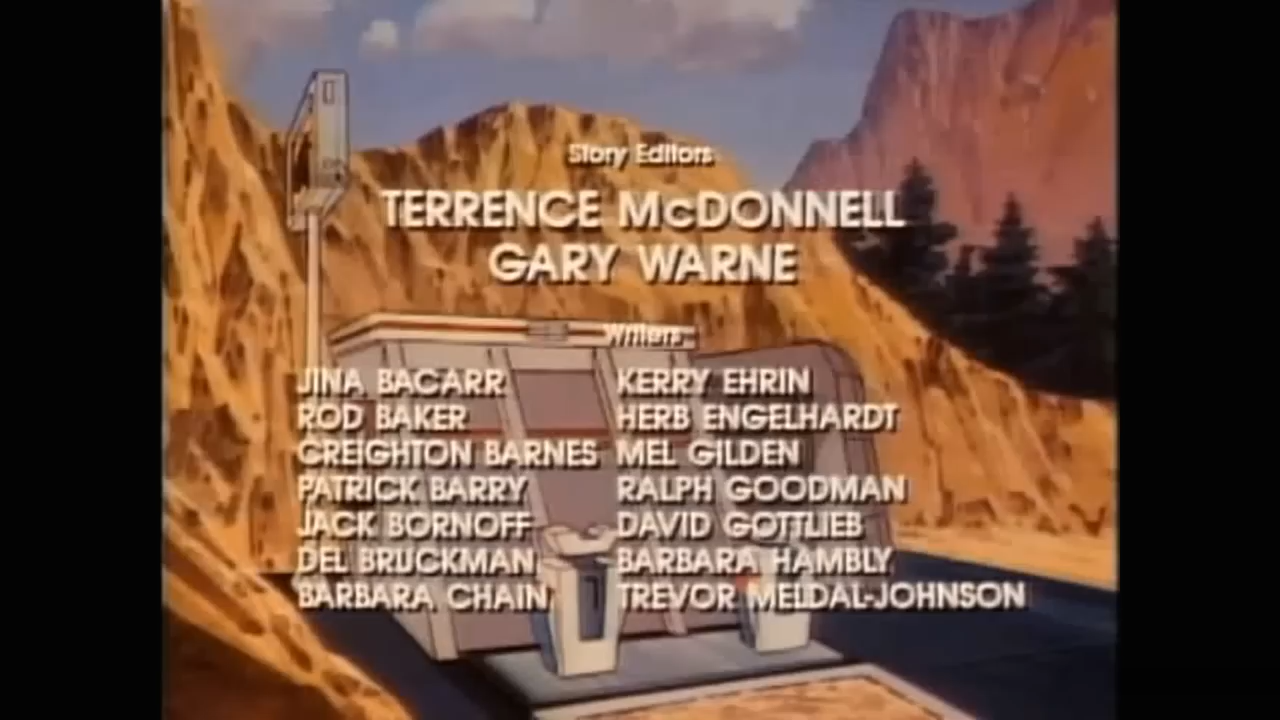 Story Editors
TERRENCE McDONNELL
GARY WARNE
Writers
JINA BACARR
ROD BAKER
CREIGHTON BARNES
PATRICK BARRY
JACK BORNOFF
DEL BRUCKMAN
BARBARA CHAIN
KERRY EHRIN
HERB ENGELHARDT
MEL GILDEN
RALPH GOODMAN
DAVID GOTTLIEB
BARBARA HAMBLY
TREVOR MELDAL-JOHNSON